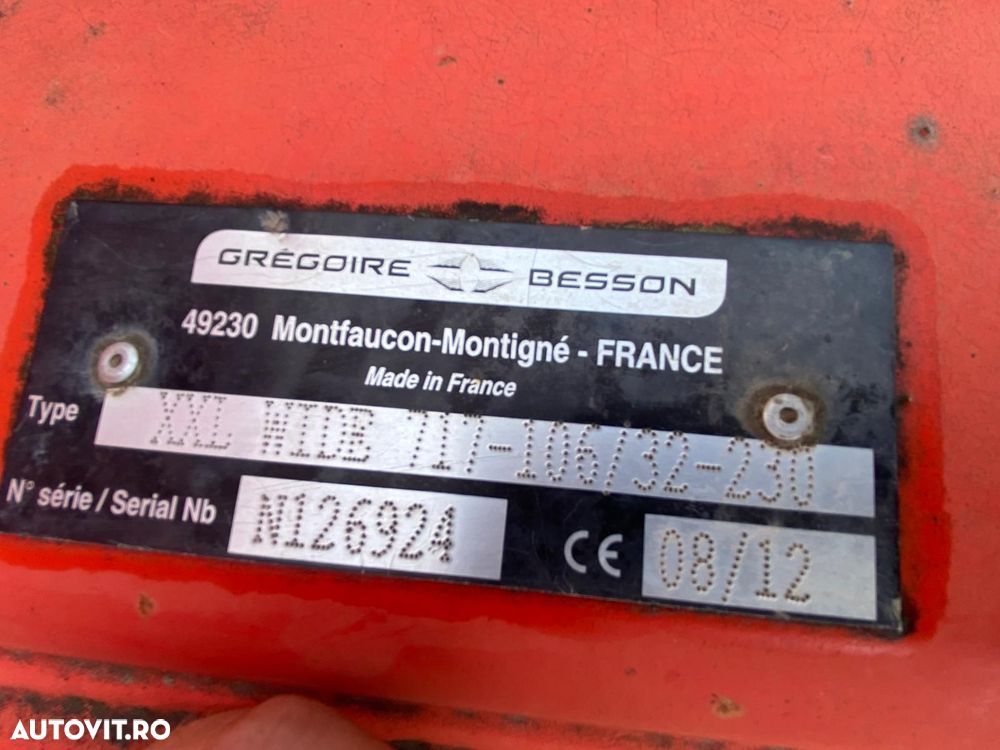 GRÉGOIRE BESSON
49230 Montfaucon-Montigné - FRANCE
Made in France
Type XXL WIDE 717-106/32-230
N° série / Serial Nb N126924 CE 08/12
AUTOVIT.RO